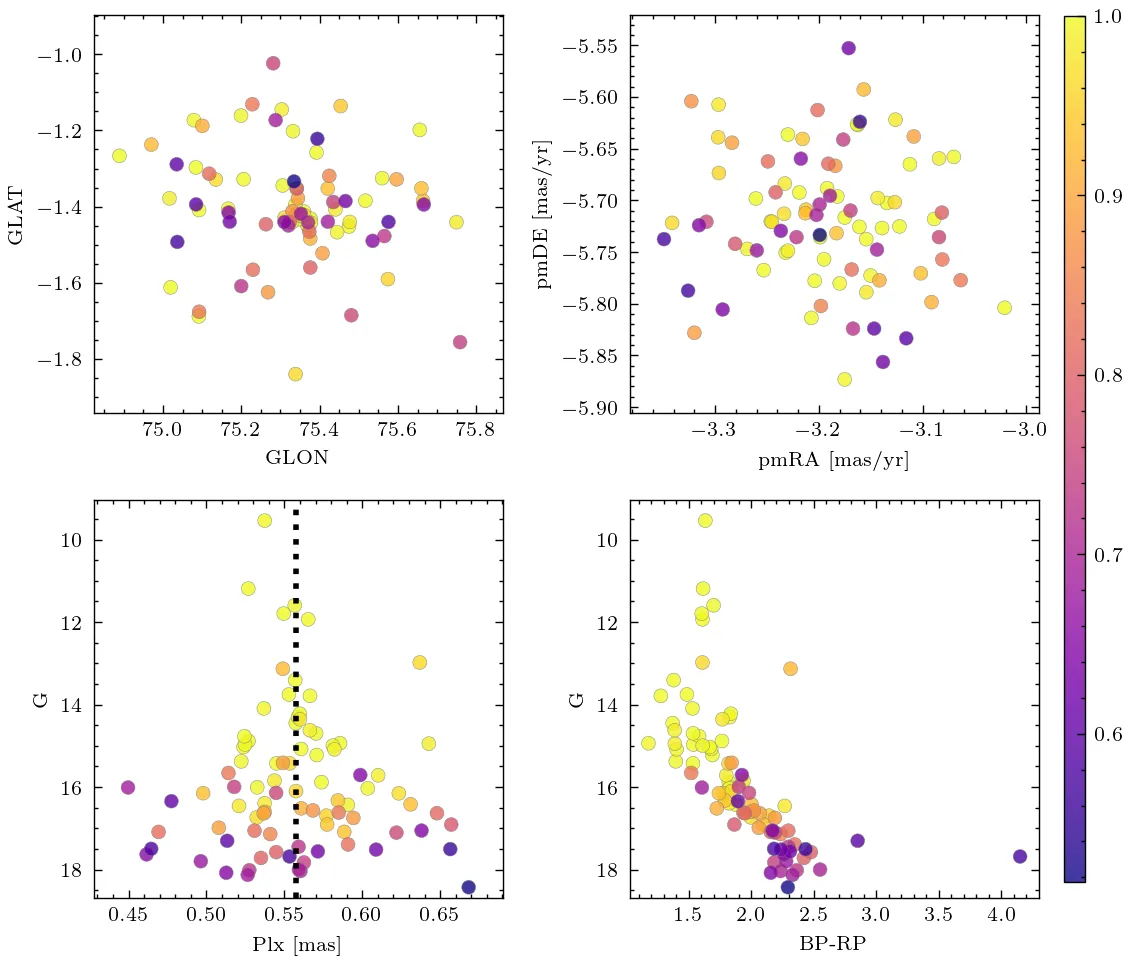 −1.0
−1.2
−1.4
−1.6
−1.8
GLAT
75.0 75.2 75.4 75.6 75.8
GLON
−5.55
−5.60
−5.65
−5.70
−5.75
−5.80
−5.85
−5.90
pmDE [mas/yr]
−3.3 −3.2 −3.1 −3.0
pmRA [mas/yr]
1.0
0.9
0.8
0.7
0.6
10
12
14
16
18
G
0.45 0.50 0.55 0.60 0.65
Plx [mas]
10
12
14
16
18
G
1.5 2.0 2.5 3.0 3.5 4.0
BP-RP